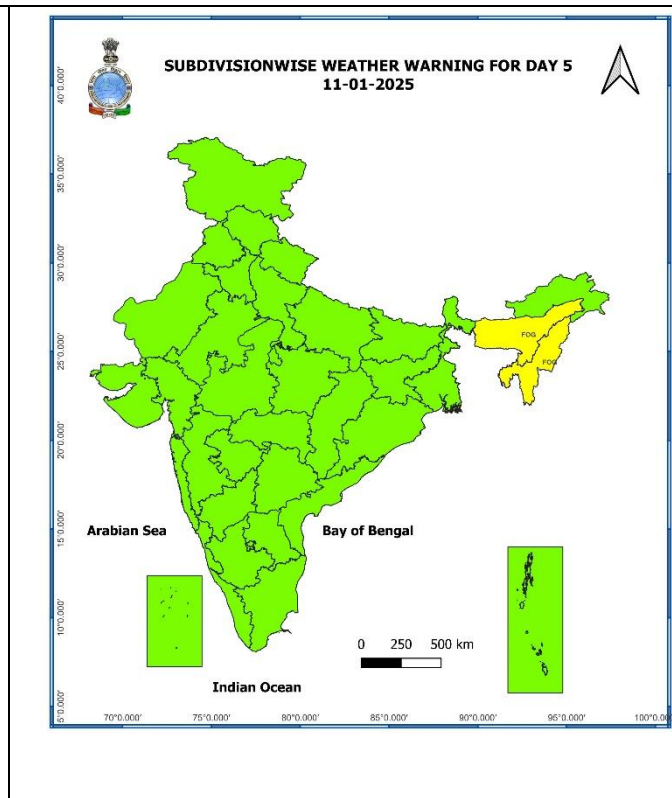 SUBDIVISIONWISE WEATHER WARNING FOR DAY 5
11-01-2025
40°0.000'
35°0.000'
30°0.000'
25°0.000'
20°0.000'
15°0.000'
10°0.000'
5°0.000'
FOG
FOG
Arabian Sea
Bay of Bengal
0 250 500 km
Indian Ocean
70°0.000' 75°0.000' 80°0.000' 85°0.000' 90°0.000' 95°0.000' 100°0.00